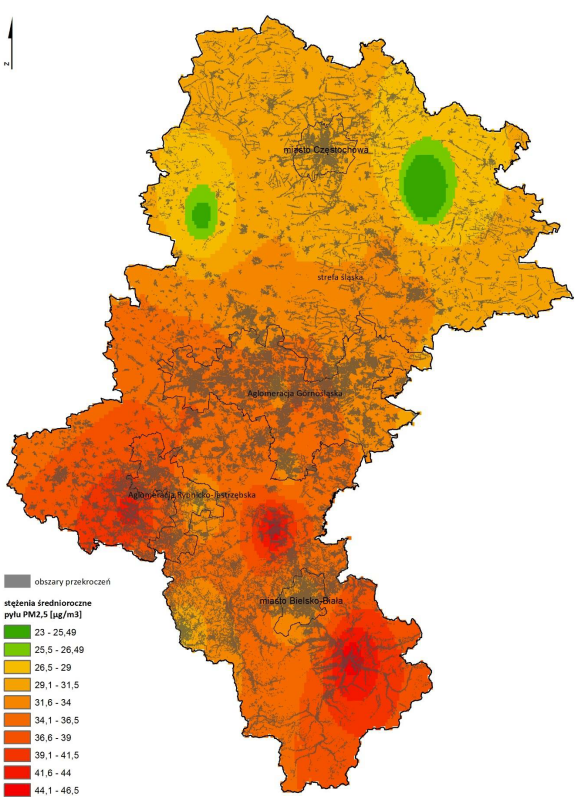 N
miasto Częstochowa
strefa śląska
Aglomeracja Górnośląska
Aglomeracja Rybnicko-Jastrzębska
miasto Bielsko-Biała
obszary przekroczeń
stężenia średnioroczne
pyłu PM2,5 [µg/m3]
23 - 25,49
25,5 - 26,49
26,5 - 29
29,1 - 31,5
31,6 - 34
34,1 - 36,5
36,6 - 39
39,1 - 41,5
41,6 - 44
44,1 - 46,5